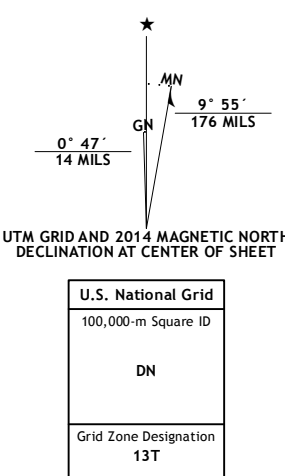 ★
MN
GN
9° 55´
176 MILS
0° 47´
14 MILS
UTM GRID AND 2014 MAGNETIC NORTH
DECLINATION AT CENTER OF SHEET
U.S. National Grid
100,000-m Square ID
DN
Grid Zone Designation
13T